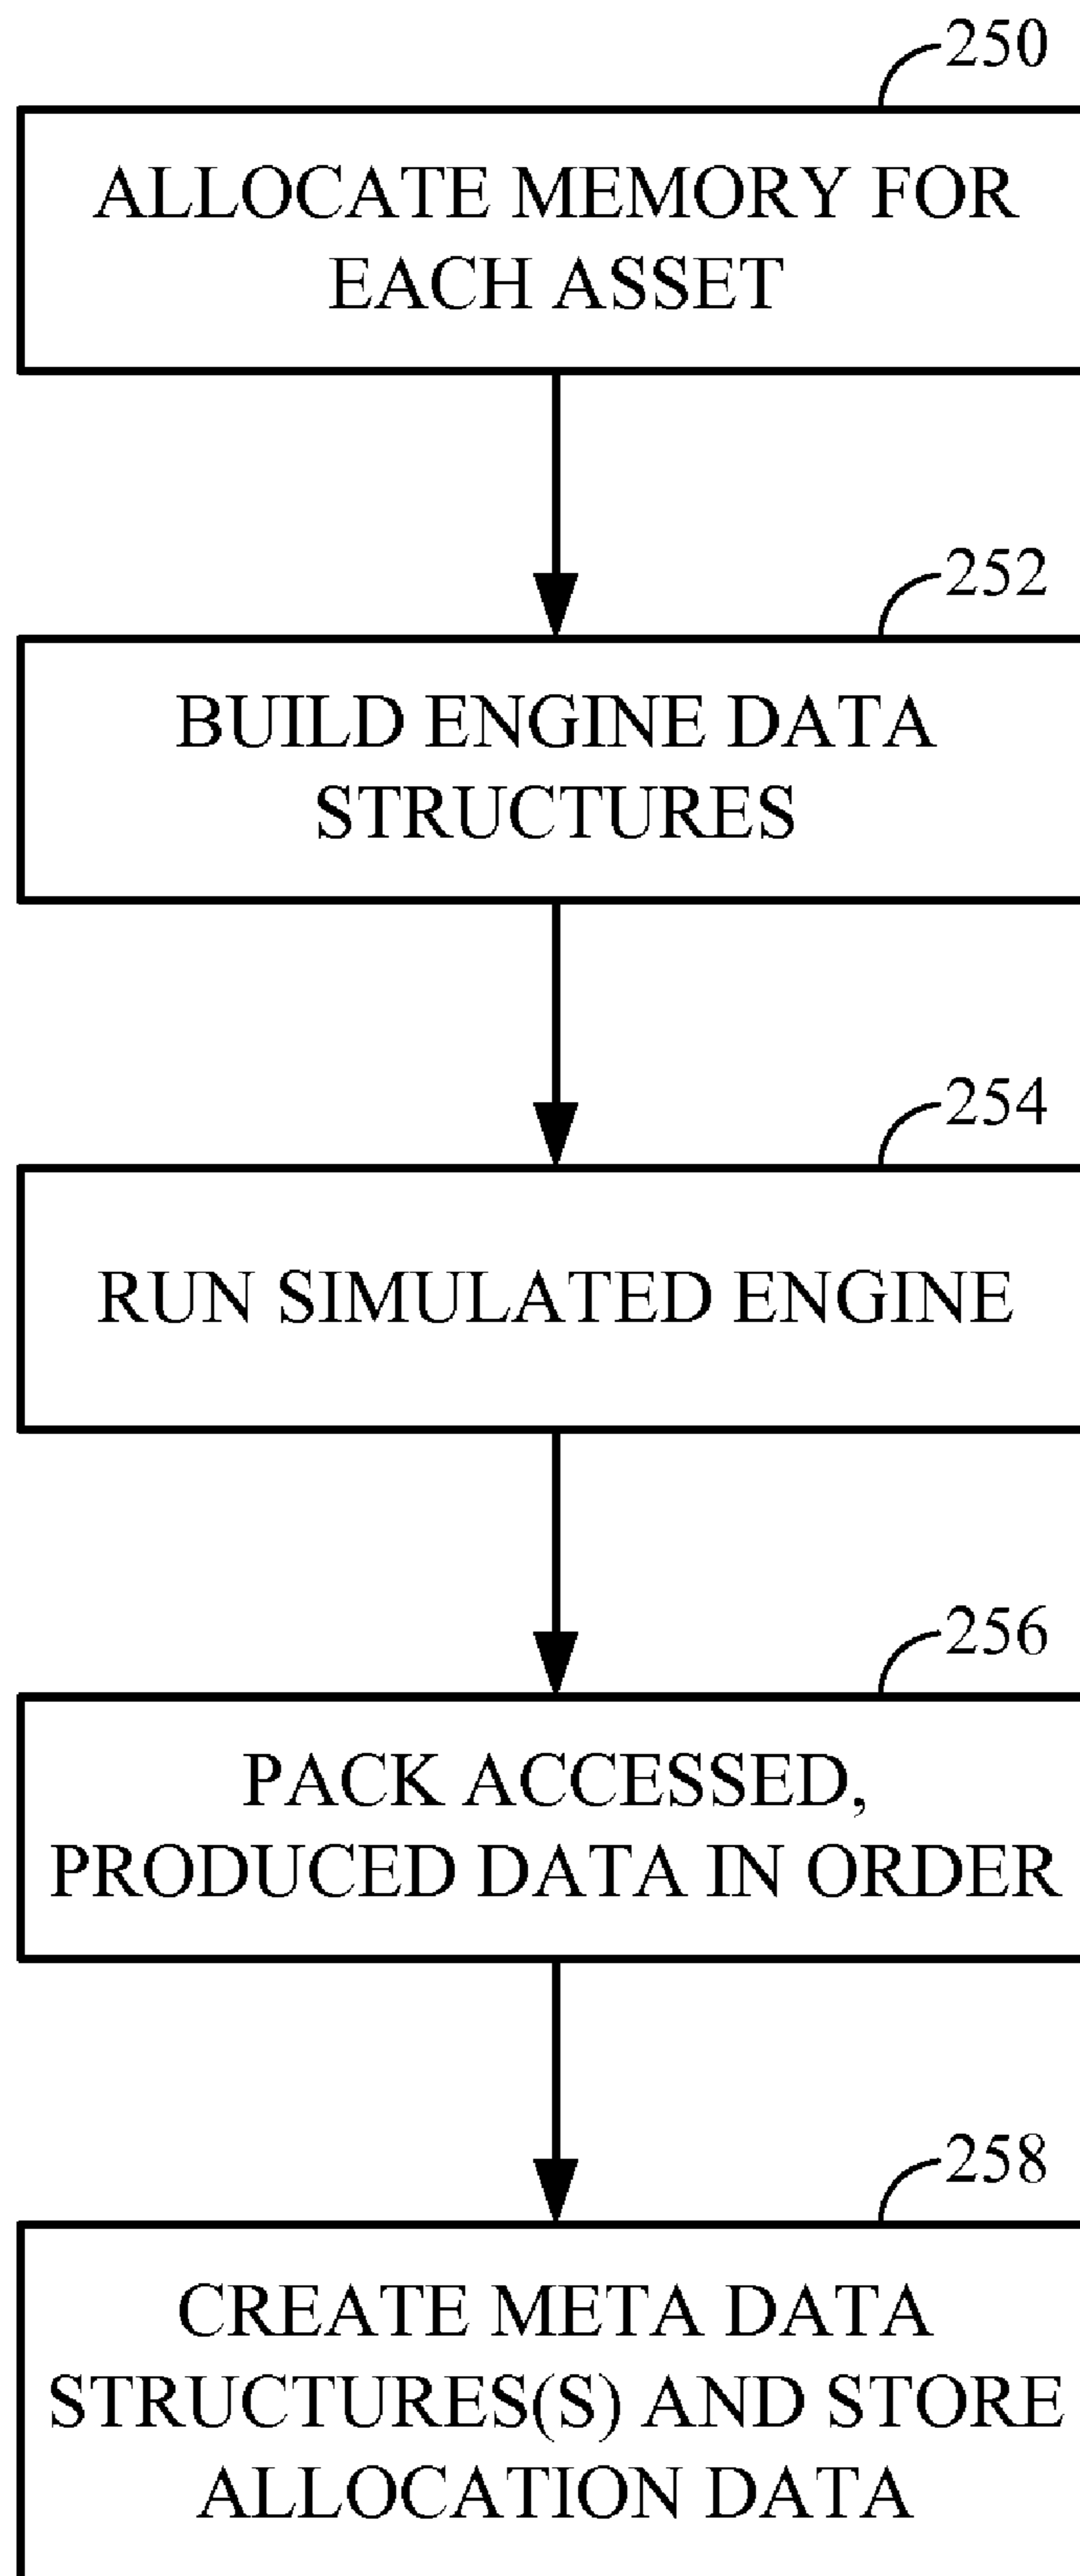 250
ALLOCATE MEMORY FOR
EACH ASSET
252
BUILD ENGINE DATA
STRUCTURES
254
RUN SIMULATED ENGINE
256
PACK ACCESSED,
PRODUCED DATA IN ORDER
258
CREATE META DATA
STRUCTURES(S) AND STORE
ALLOCATION DATA